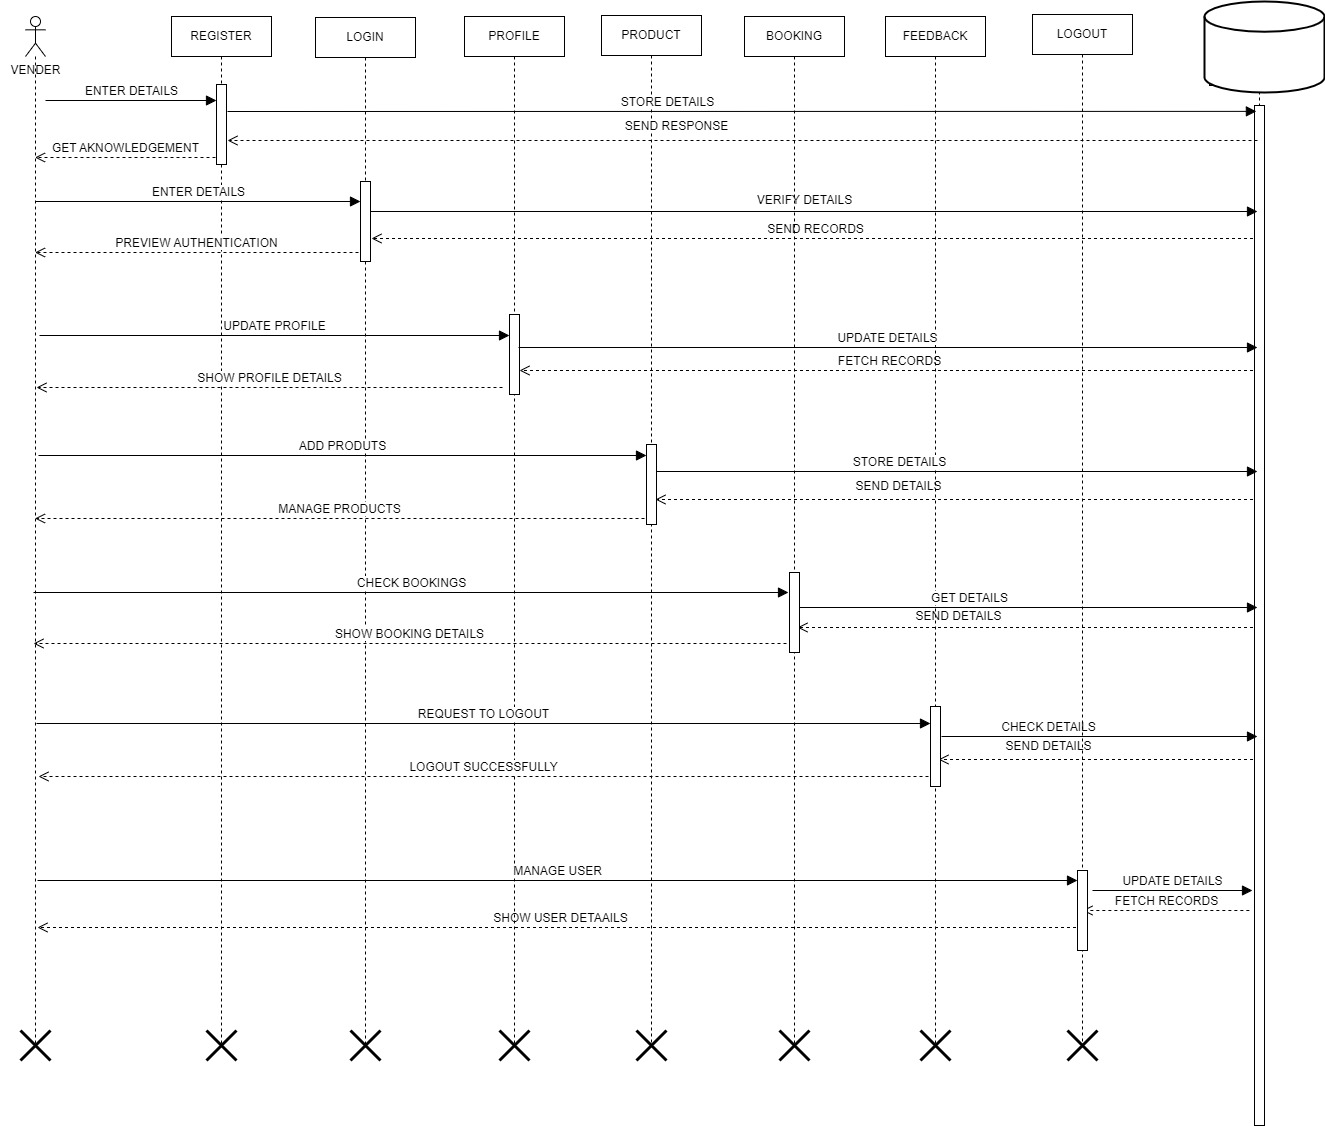 REGISTER
LOGIN
PROFILE
PRODUCT
BOOKING
FEEDBACK
LOGOUT
VENDER
ENTER DETAILS
STORE DETAILS
SEND RESPONSE
GET AKNOWLEDGEMENT
ENTER DETAILS
VERIFY DETAILS
SEND RECORDS
PREVIEW AUTHENTICATION
UPDATE PROFILE
UPDATE DETAILS
FETCH RECORDS
SHOW PROFILE DETAILS
ADD PRODUTS
STORE DETAILS
SEND DETAILS
MANAGE PRODUCTS
CHECK BOOKINGS
GET DETAILS
SEND DETAILS
SHOW BOOKING DETAILS
REQUEST TO LOGOUT
CHECK DETAILS
SEND DETAILS
LOGOUT SUCCESSFULLY
MANAGE USER
UPDATE DETAILS
FETCH RECORDS
SHOW USER DETAAILS